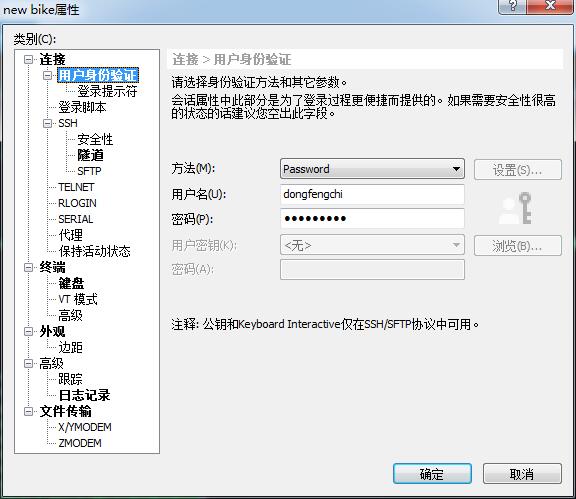 new bike属性
类别(C):
连接
用户身份验证
登录提示符
登录脚本
SSH
安全性
隧道
SFTP
TELNET
RLOGIN
SERIAL
代理
保持活动状态
终端
键盘
VT 模式
高级
外观
边距
高级
跟踪
日志记录
文件传输
X/YMODEM
ZMODEM
连接 > 用户身份验证
请选择身份验证方法和其它参数。
会话属性中此部分是为了登录过程更便捷而提供的。如果需要安全性很高
的状态的话建议您空出此字段。
方法(M):
Password
设置(S)...
用户名(U):
dongfengchi
密码(P):
●●●●●●●●●
用户密钥(K):
<无>
浏览(B)...
密码(A):
注释: 公钥和Keyboard Interactive仅在SSH/SFTP协议中可用。
确定
取消